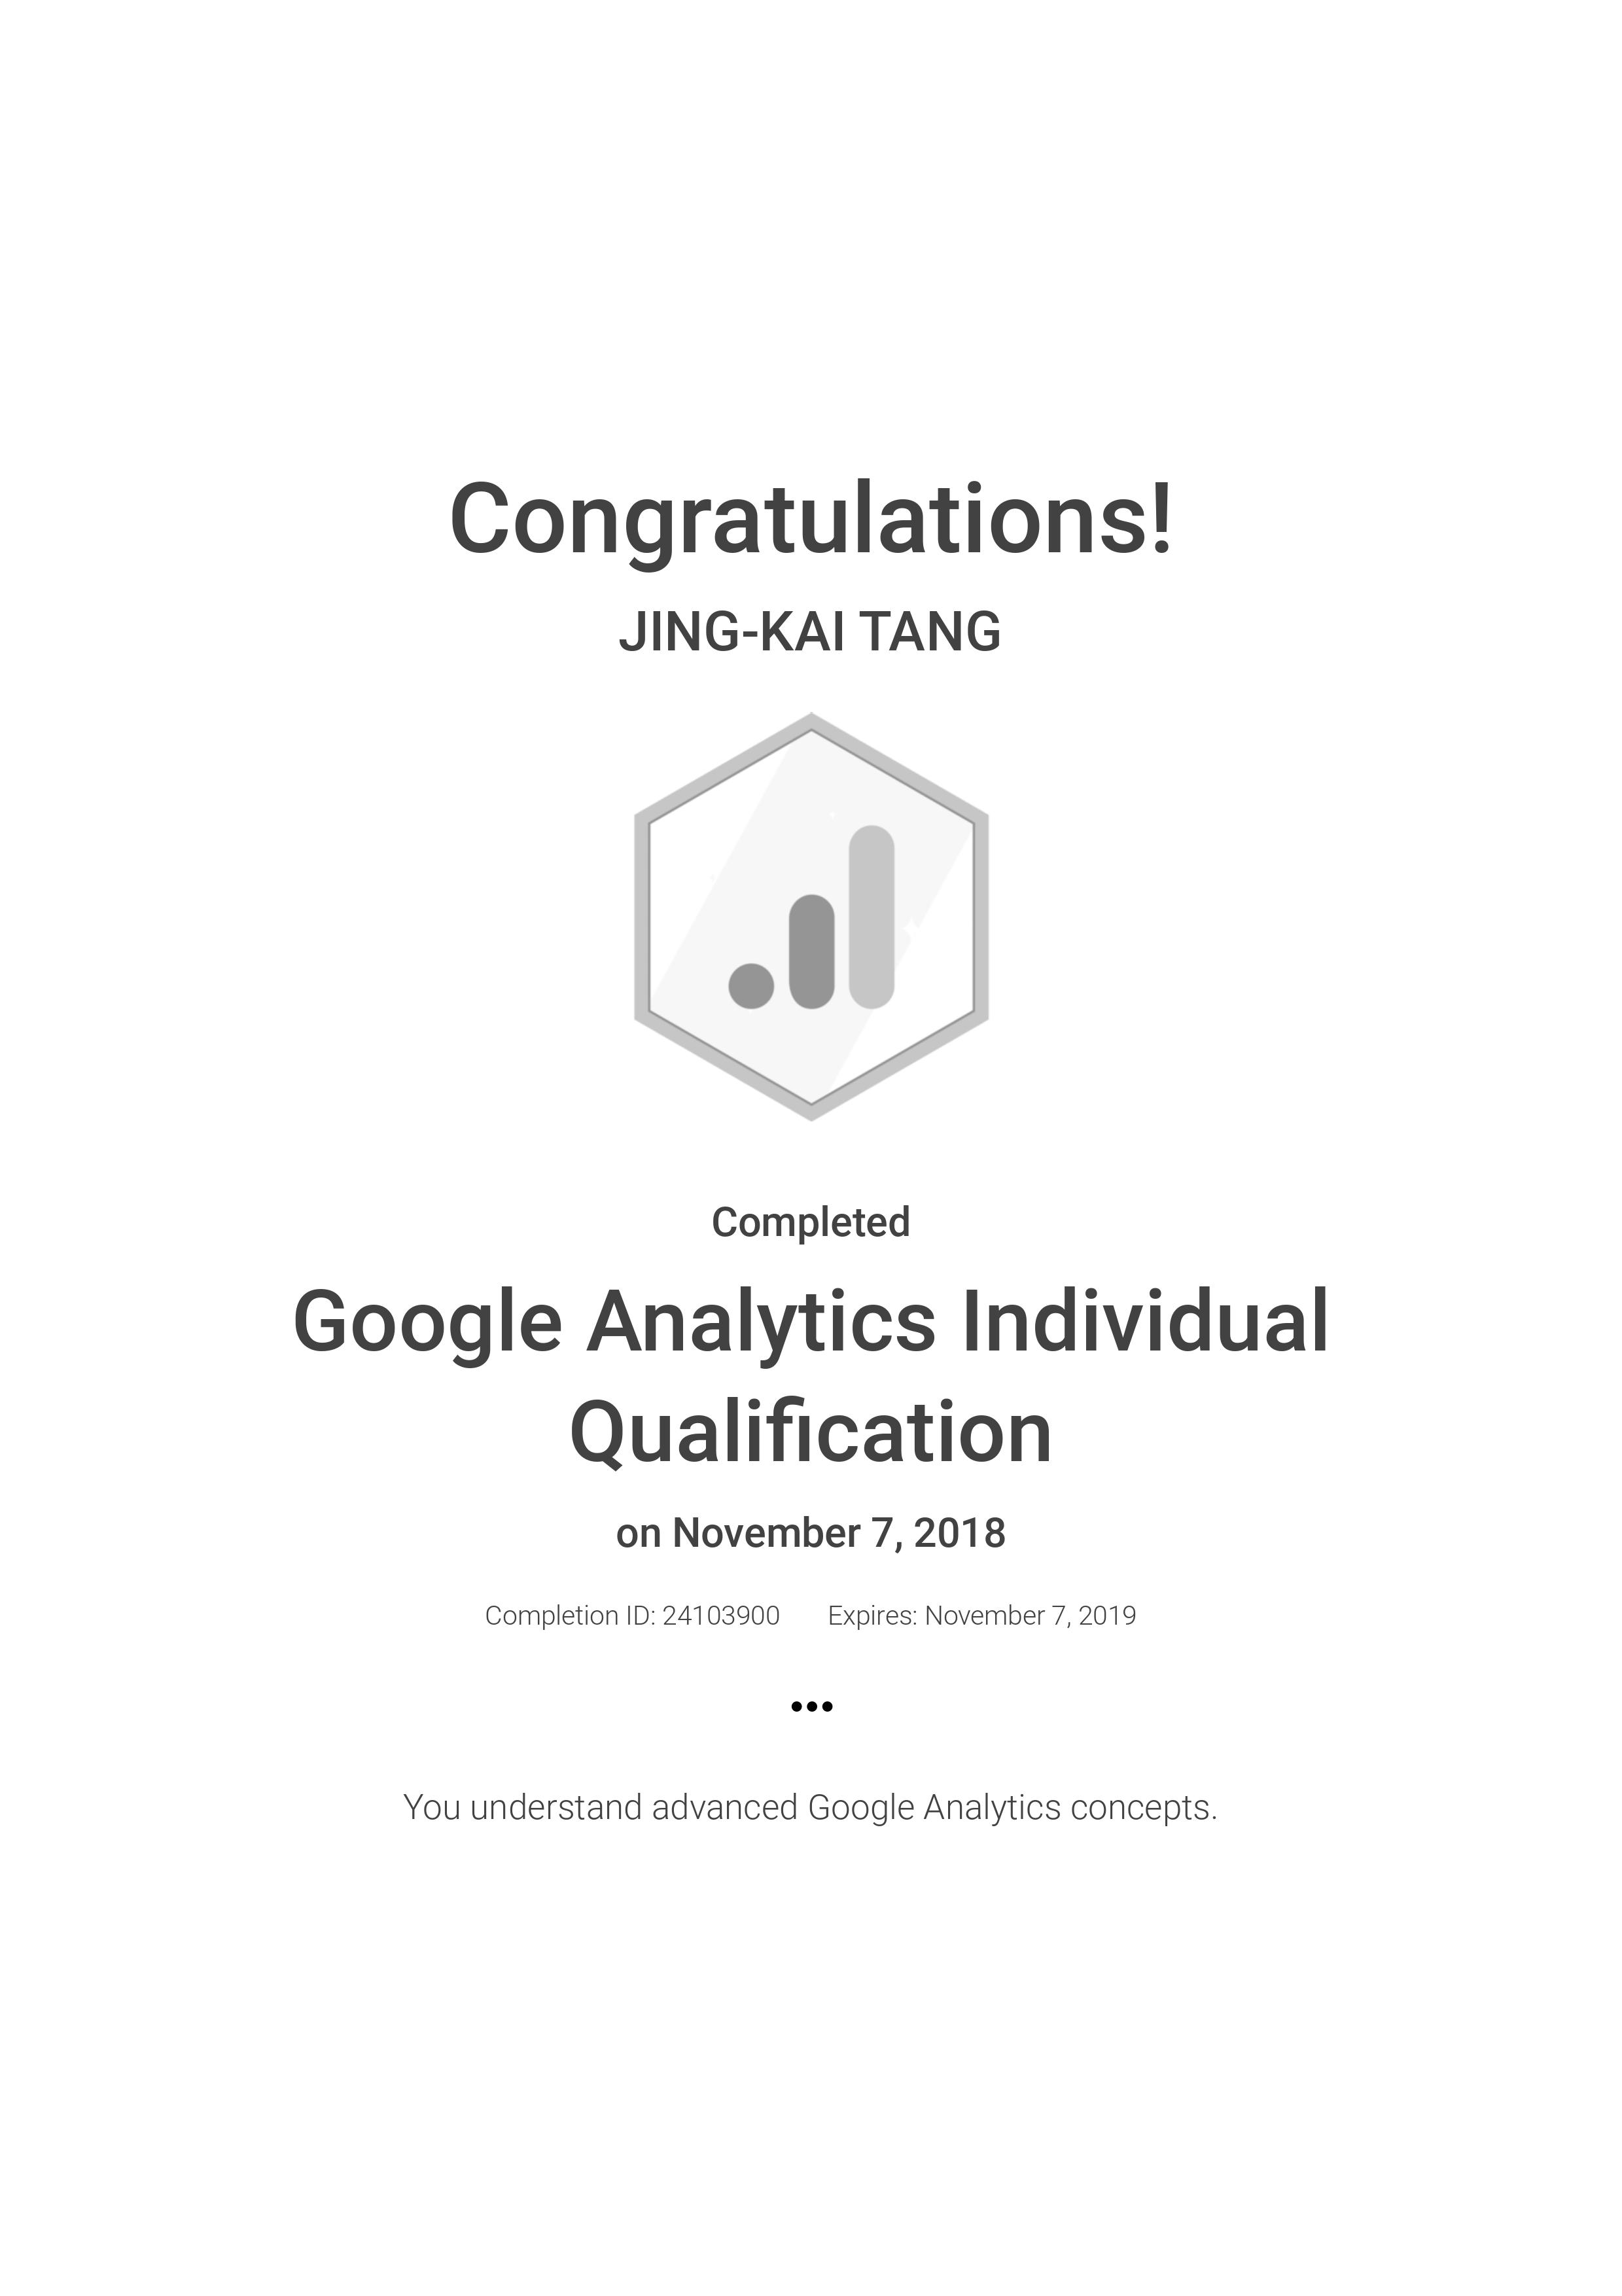 Congratulations!
JING-KAI TANG
Completed
Google Analytics Individual
Qualification
on November 7, 2018
Completion ID: 24103900 Expires: November 7, 2019
•••
You understand advanced Google Analytics concepts.